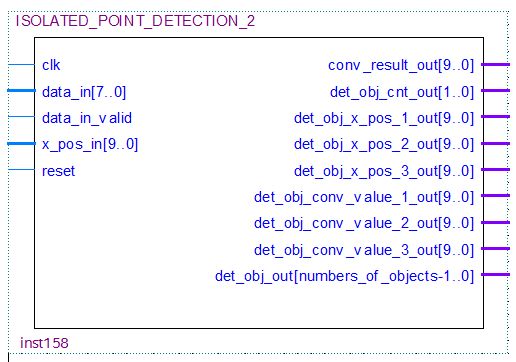 ISOLATED_POINT_DETECTION_2
clk
data_in[7..0]
data_in_valid
x_pos_in[9..0]
reset
conv_result_out[9..0]
det_obj_cnt_out[1..0]
det_obj_x_pos_1_out[9..0]
det_obj_x_pos_2_out[9..0]
det_obj_x_pos_3_out[9..0]
det_obj_conv_value_1_out[9..0]
det_obj_conv_value_2_out[9..0]
det_obj_conv_value_3_out[9..0]
det_obj_out[numbers_of_objects-1..0]
inst158